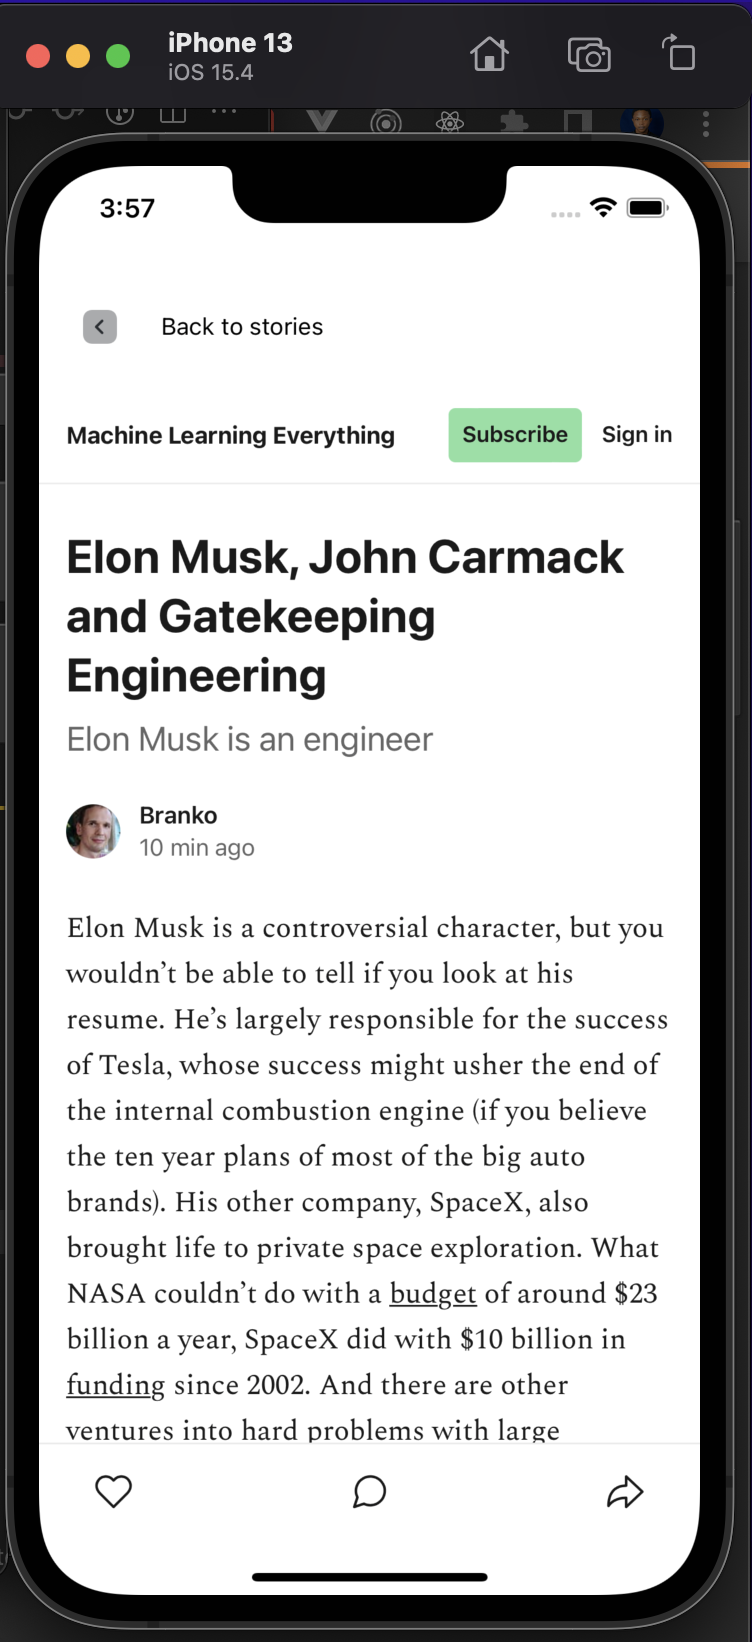 iPhone 13
iOS 15.4
3:57
Back to stories
Machine Learning Everything
Subscribe
Sign in
Elon Musk, John Carmack
and Gatekeeping
Engineering
Elon Musk is an engineer
Branko
10 min ago
Elon Musk is a controversial character, but you
wouldn’t be able to tell if you look at his
resume. He’s largely responsible for the success
of Tesla, whose success might usher the end of
the internal combustion engine (if you believe
the ten year plans of most of the big auto
brands). His other company, SpaceX, also
brought life to private space exploration. What
NASA couldn’t do with a budget of around $23
billion a year, SpaceX did with $10 billion in
funding since 2002. And there are other
ventures into hard problems with large